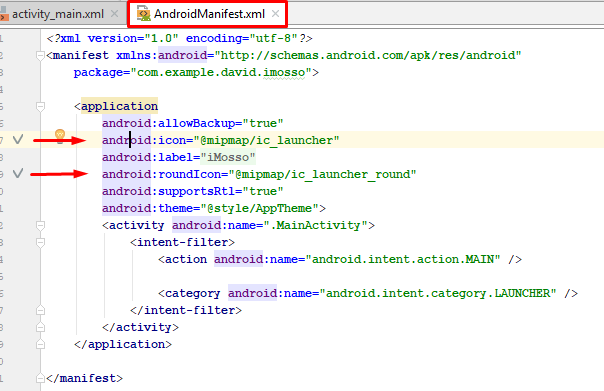 activity_main.xml × AndroidManifest.xml ×
<?xml version="1.0" encoding="utf-8"?>
<manifest xmlns:android="http://schemas.android.com/apk/res/android"
package="com.example.david.imosso">
<application
android:allowBackup="true"
android:icon="@mipmap/ic_launcher"
android:label="iMosso"
android:roundIcon="@mipmap/ic_launcher_round"
android:supportsRtl="true"
android:theme="@style/AppTheme">
<activity android:name=".MainActivity">
<intent-filter>
<action android:name="android.intent.action.MAIN" />
<category android:name="android.intent.category.LAUNCHER" />
</intent-filter>
</activity>
</application>
</manifest>